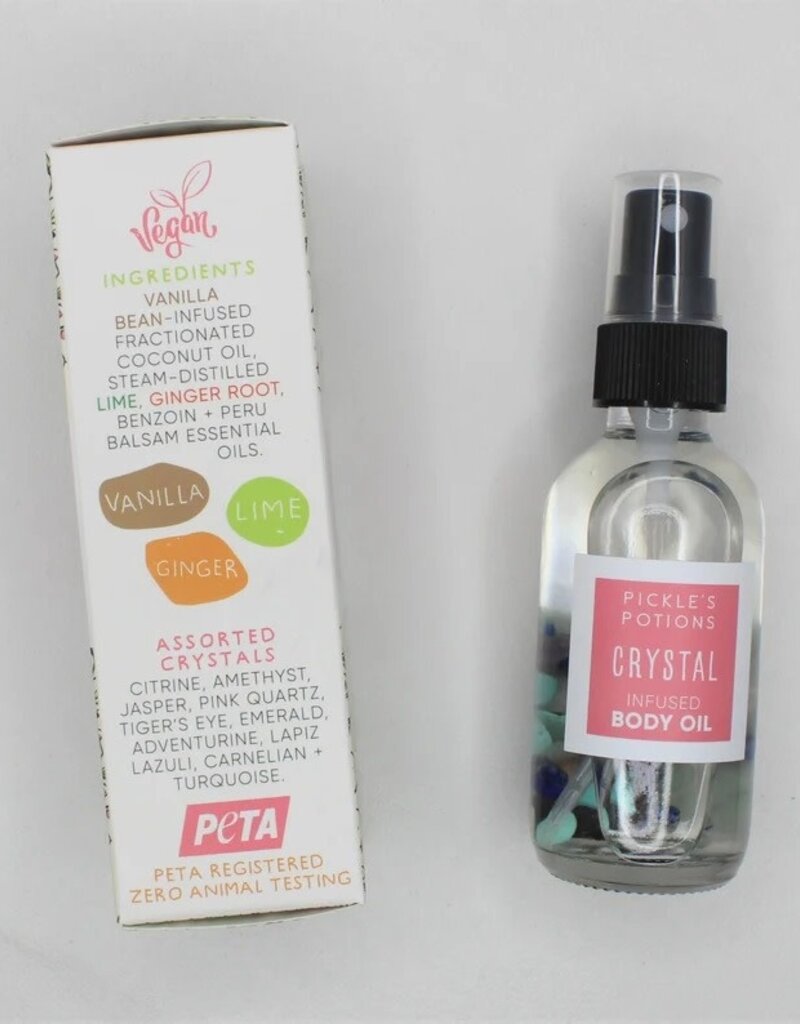 Vegan
INGREDIENTS
VANILLA
BEAN-INFUSED
FRACTIONATED
COCONUT OIL,
STEAM-DISTILLED
LIME, GINGER ROOT,
BENZOIN + PERU
BALSAM ESSENTIAL
OILS.
VANILLA
LIME
GINGER
ASSORTED
CRYSTALS
CITRINE, AMETHYST,
JASPER, PINK QUARTZ,
TIGER'S EYE, EMERALD,
ADVENTURINE, LAPIZ
LAZULI, CARNELIAN +
TURQUOISE.
PETA
PETA REGISTERED
ZERO ANIMAL TESTING
PICKLE'S
POTIONS
CRYSTAL
INFUSED
BODY OIL